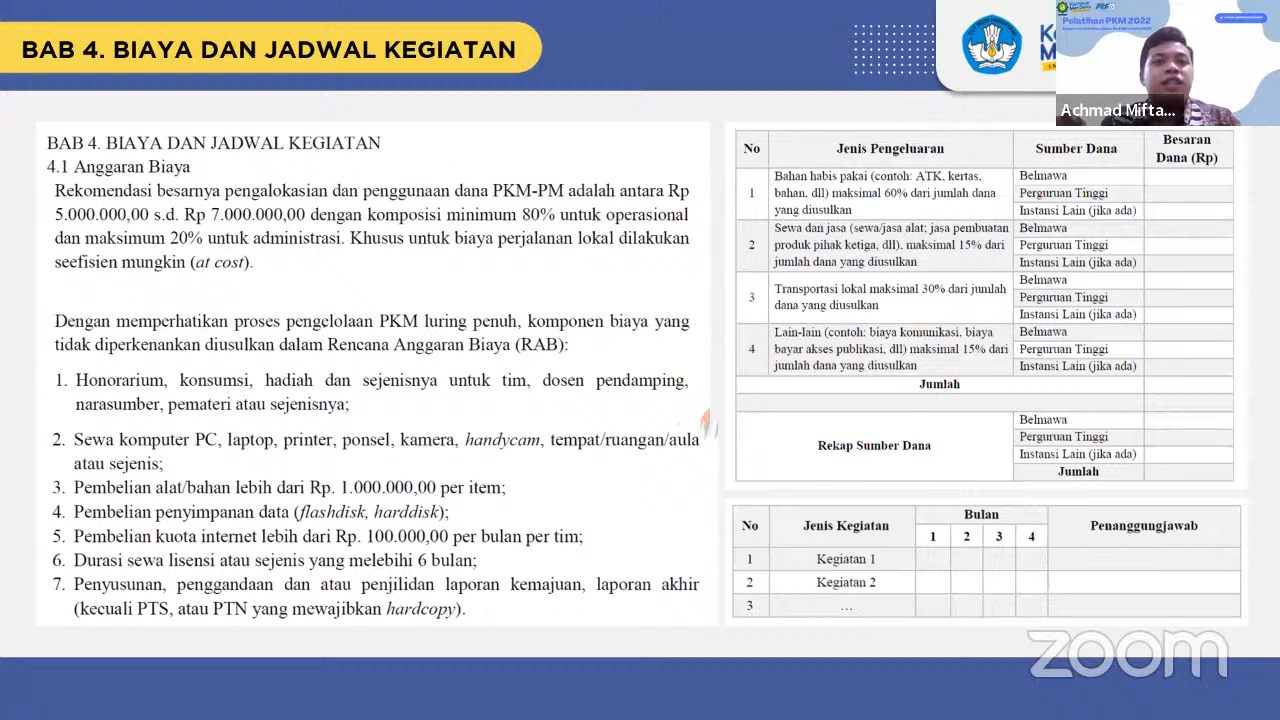 BAB 4. BIAYA DAN JADWAL KEGIATAN
Pelatihan PKM 2022
Achmad Mifta...
BAB 4. BIAYA DAN JADWAL KEGIATAN
4.1 Anggaran Biaya
Rekomendasi besarnya pengalokasian dan penggunaan dana PKM-PM adalah antara Rp
5.000.000,00 s.d. Rp 7.000.000,00 dengan komposisi minimum 80% untuk operasional
dan maksimum 20% untuk administrasi. Khusus untuk biaya perjalanan lokal dilakukan
seefisien mungkin (at cost).
Dengan memperhatikan proses pengelolaan PKM luring penuh, komponen biaya yang
tidak diperkenankan diusulkan dalam Rencana Anggaran Biaya (RAB):
1. Honorarium, konsumsi, hadiah dan sejenisnya untuk tim, dosen pendamping,
narasumber, pemateri atau sejenisnya;
2. Sewa komputer PC, laptop, printer, ponsel, kamera, handycam, tempat/ruangan/aula
atau sejenis;
3. Pembelian alat/bahan lebih dari Rp. 1.000.000,00 per item;
4. Pembelian penyimpanan data (flashdisk, harddisk);
5. Pembelian kuota internet lebih dari Rp. 100.000,00 per bulan per tim;
6. Durasi sewa lisensi atau sejenis yang melebihi 6 bulan;
7. Penyusunan, penggandaan dan atau penjilidan laporan kemajuan, laporan akhir
(kecuali PTS, atau PTN yang mewajibkan hardcopy).
No Jenis Pengeluaran Sumber Dana Besaran Dana (Rp)
1 Bahan habis pakai (contoh: ATK, kertas,
bahan, dll) maksimal 60% dari jumlah dana
yang diusulkan
Belmawa
Perguruan Tinggi
Instansi Lain (jika ada)
2 Sewa dan jasa (sewa/jasa alat; jasa pembuatan
produk pihak ketiga, dll), maksimal 15% dari
jumlah dana yang diusulkan
Belmawa
Perguruan Tinggi
Instansi Lain (jika ada)
3 Transportasi lokal maksimal 30% dari jumlah
dana yang diusulkan
Belmawa
Perguruan Tinggi
Instansi Lain (jika ada)
4 Lain-lain (contoh: biaya komunikasi, biaya
bayar akses publikasi, dll) maksimal 15% dari
jumlah dana yang diusulkan
Belmawa
Perguruan Tinggi
Instansi Lain (jika ada)
Jumlah
Rekap Sumber Dana
Belmawa
Perguruan Tinggi
Instansi Lain (jika ada)
Jumlah
No Jenis Kegiatan Bulan Penanggungjawab
1 2 3 4
1 Kegiatan 1
2 Kegiatan 2
3 ...
zoom